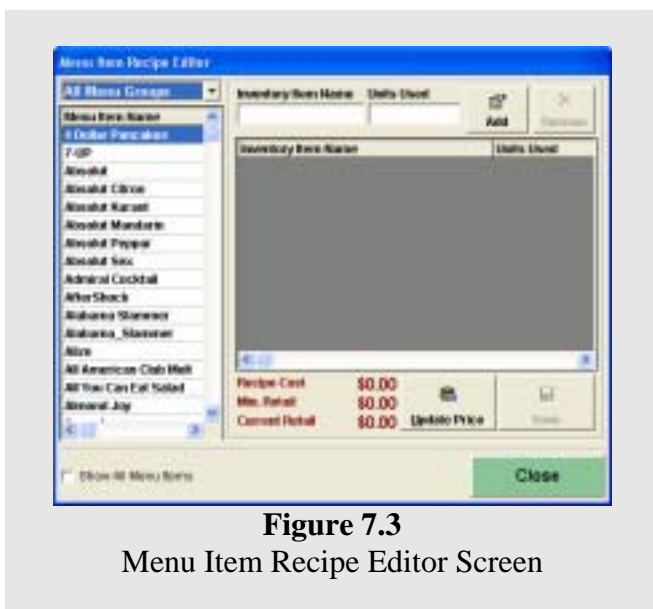 Menu Item Recipe Editor
All Menu Groups
Menu Item Name
4 Dollar Pancakes
7-UP
Absolut
Absolut Citron
Absolut Kurant
Absolut Mandarin
Absolut Peppar
Absolut Sex
Admiral Cocktail
AfterShock
Alabama Slammer
Alabama_Slammer
Alize
All American Club Melt
All You Can Eat Salad
Almond Joy
Show All Menu Items
Inventory Item Name Units Used
Add
Remove
Inventory Item Name Units Used
Recipe Cost $0.00
Min. Retail $0.00
Current Retail $0.00
Update Price
Close
Figure 7.3
Menu Item Recipe Editor Screen